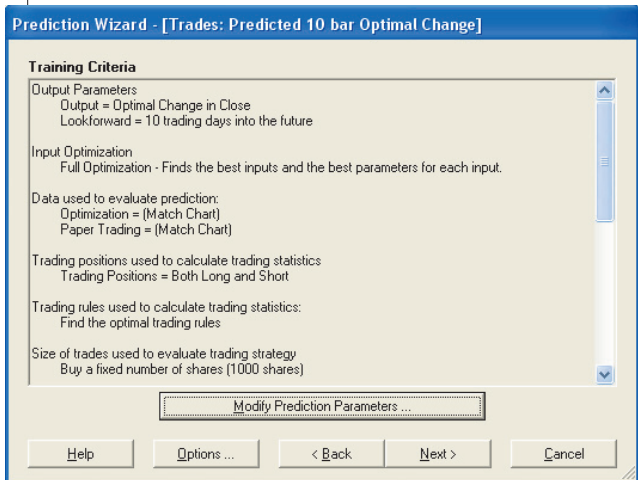 Prediction Wizard - [Trades: Predicted 10 bar Optimal Change]
Training Criteria
Output Parameters
Output = Optimal Change in Close
Lookforward = 10 trading days into the future
Input Optimization
Full Optimization - Finds the best inputs and the best parameters for each input.
Data used to evaluate prediction:
Optimization = (Match Chart)
Paper Trading = (Match Chart)
Trading positions used to calculate trading statistics
Trading Positions = Both Long and Short
Trading rules used to calculate trading statistics:
Find the optimal trading rules
Size of trades used to evaluate trading strategy
Buy a fixed number of shares (1000 shares)
Modify Prediction Parameters ...
Help Options ... < Back Next > Cancel